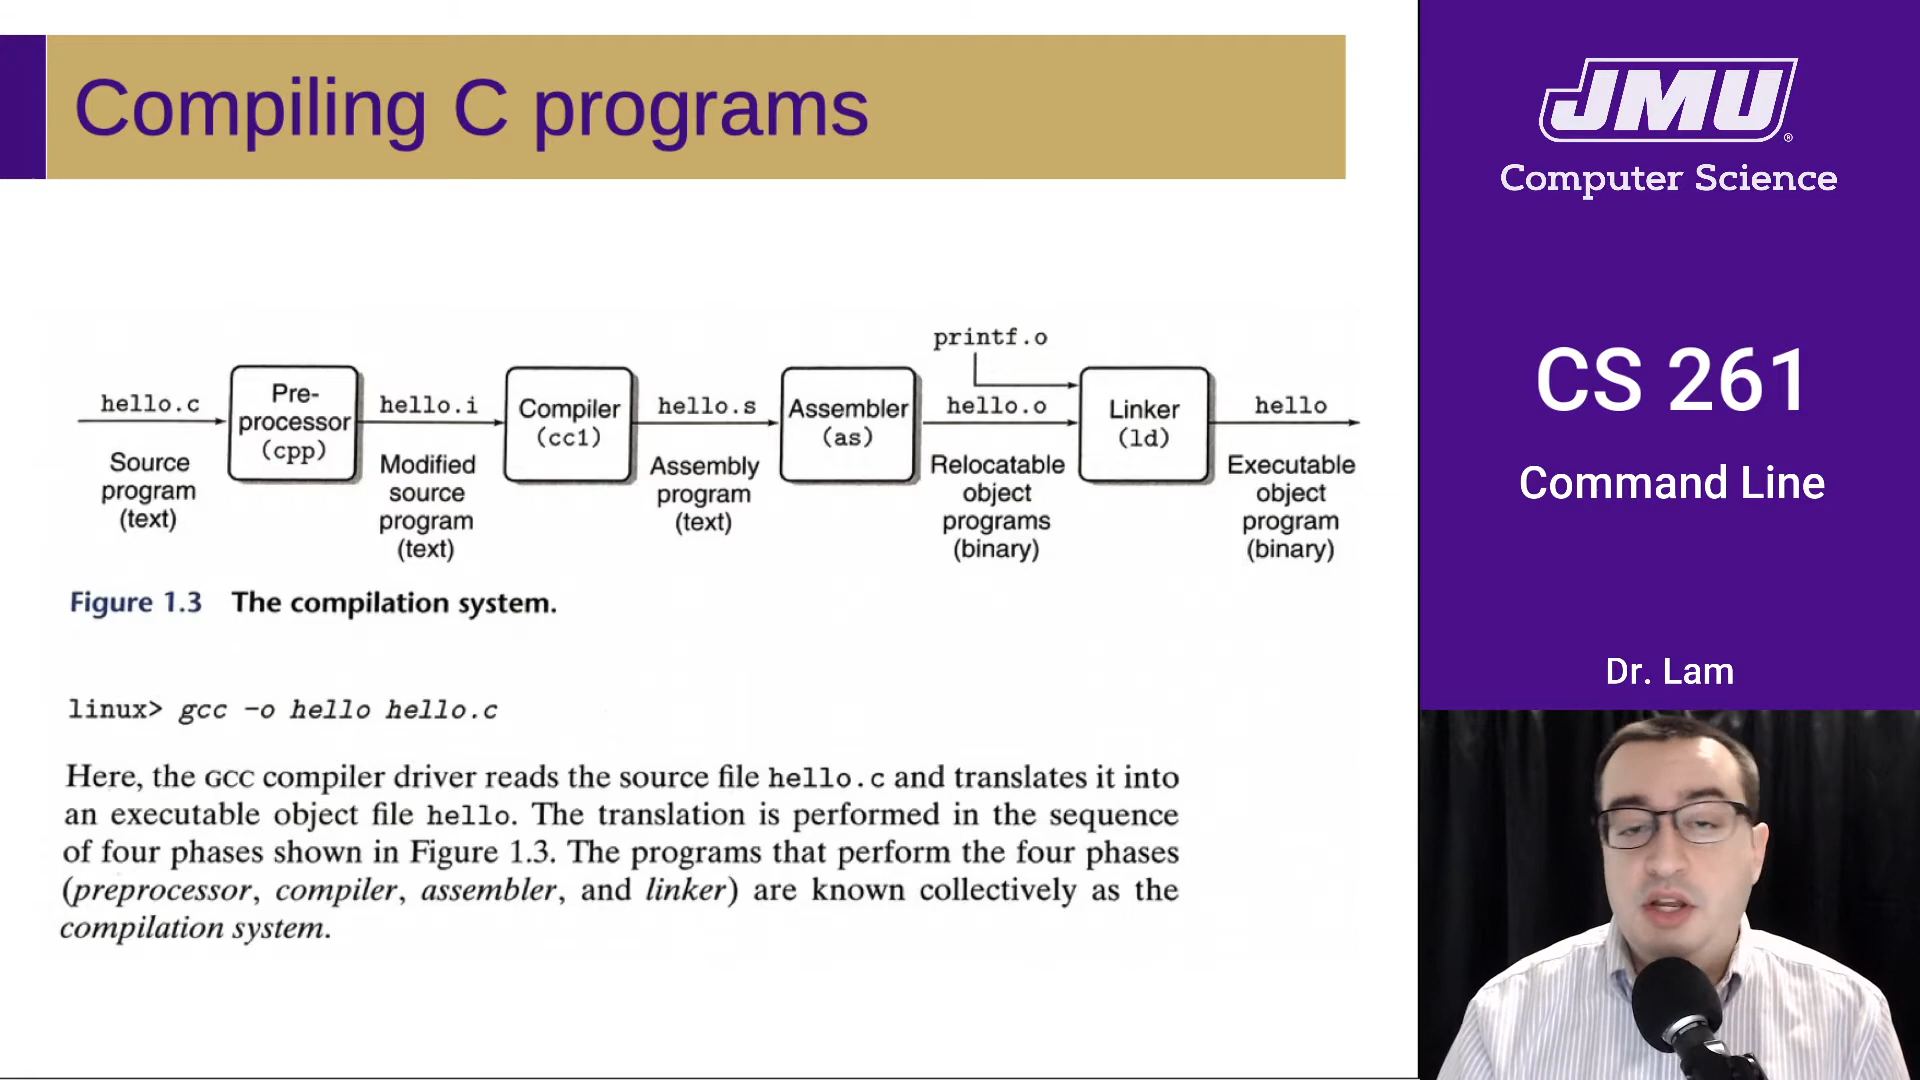 Compiling C programs
printf.o
hello.c
Pre-
processor
(cpp)
hello.i
Compiler
(cc1)
hello.s
Assembler
(as)
hello.o
Linker
(ld)
hello
Source
program
(text)
Modified
source
program
(text)
Assembly
program
(text)
Relocatable
object
programs
(binary)
Executable
object
program
(binary)
Figure 1.3 The compilation system.
linux> gcc -o hello hello.c
Here, the GCC compiler driver reads the source file hello.c and translates it into
an executable object file hello. The translation is performed in the sequence
of four phases shown in Figure 1.3. The programs that perform the four phases
(preprocessor, compiler, assembler, and linker) are known collectively as the
compilation system.
JMU®
Computer Science
CS 261
Command Line
Dr. Lam